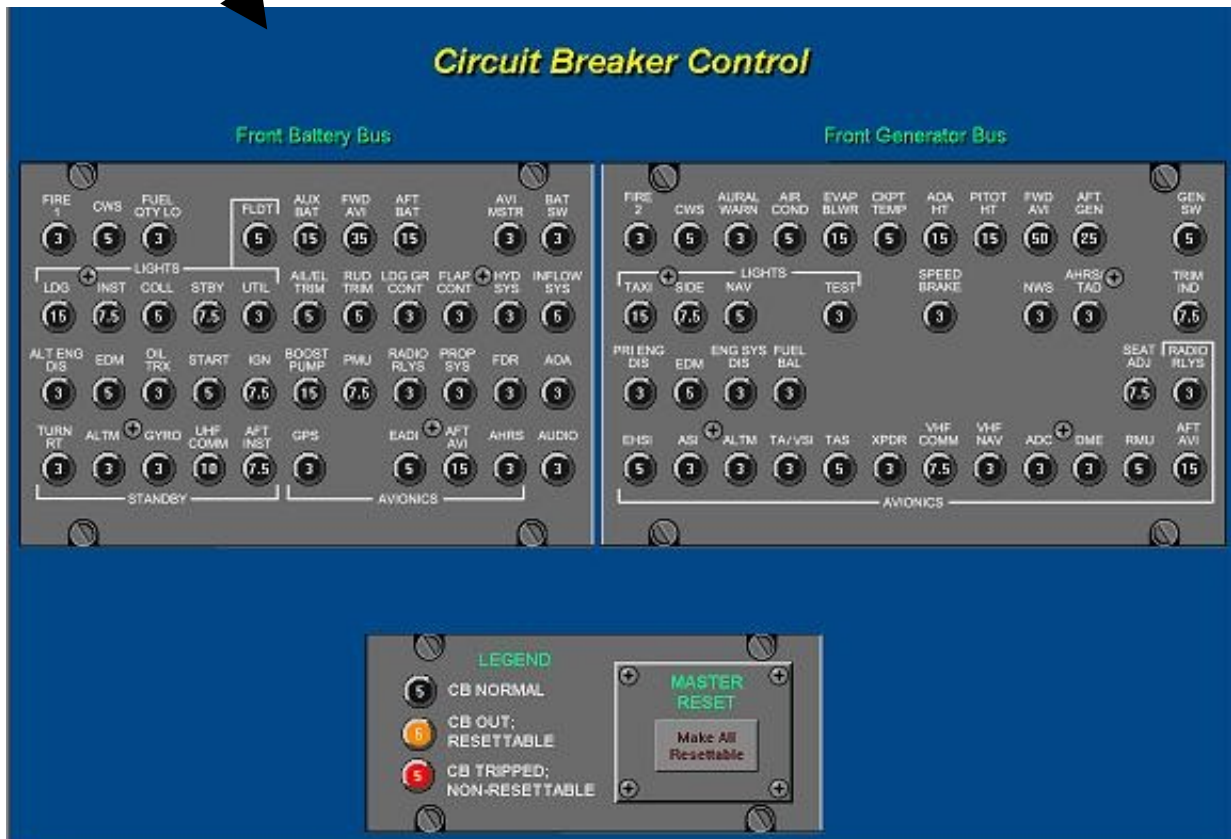 Circuit Breaker Control
Front Battery Bus
FIRE 1 CWS FUEL QTY LO FLDT AUX BAT FWD AVI AFT BAT AVI MSTR BAT SW
3 5 3 5 15 35 15 3 3
LIGHTS
LDG INST COLL STBY UTIL AIL/EL TRIM RUD TRIM LDG GR CONT FLAP CONT HYD SYS INFLOW SYS
15 7.5 5 7.5 3 5 5 3 3 3 5
ALT ENG DIS EDM OIL TRX START IGN BOOST PUMP PMU RADIO RLYS PROP SYS FDR AOA
3 5 3 5 7.5 15 7.5 3 3 3 3
TURN RT ALTM GYRO UHF COMM AFT INST GPS EADI AFT AVI AHRS AUDIO
3 3 3 10 7.5 3 5 15 3 3
STANDBY AVIONICS
Front Generator Bus
FIRE 2 CWS AURAL WARN AIR COND EVAP BLWR CKPT TEMP AOA HT PITOT HT FWD AVI AFT GEN GEN SW
3 5 3 5 15 5 15 15 50 25 5
LIGHTS
TAXI SIDE NAV TEST SPEED BRAKE NWS AHRS/ TAD TRIM IND
15 7.5 5 3 3 3 3 7.5
PRI ENG DIS EDM ENG SYS DIS FUEL BAL SEAT ADJ RADIO RLYS
3 5 3 3 7.5 3
EHSI ASI ALTM TA/VSI TAS XPDR VHF COMM VHF NAV ADC DME RMU AFT AVI
5 3 3 3 5 3 7.5 3 3 3 5 15
AVIONICS
LEGEND
5 CB NORMAL
5 CB OUT;
RESETTABLE
5 CB TRIPPED;
NON-RESETTABLE
MASTER
RESET
Make All
Resettable